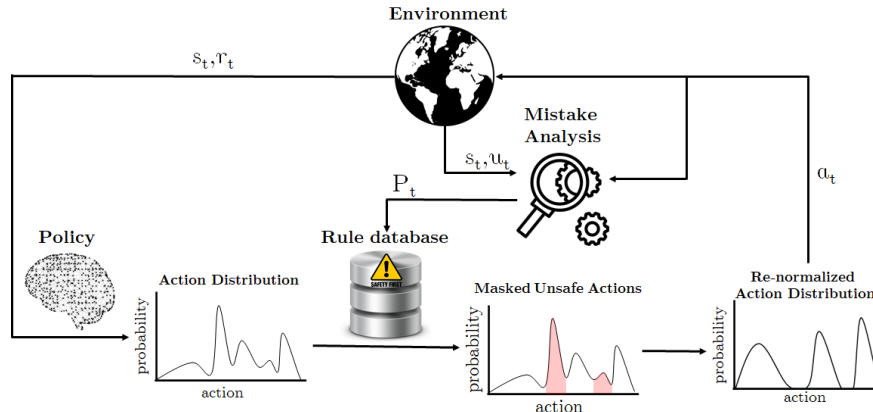 Environment
s_t,r_t
Mistake
Analysis
s_t,u_t
P_t
a_t
Policy
Rule database
SAFETY FIRST
Action Distribution
probability
action
Masked Unsafe Actions
probability
action
Re-normalized
Action Distribution
probability
action